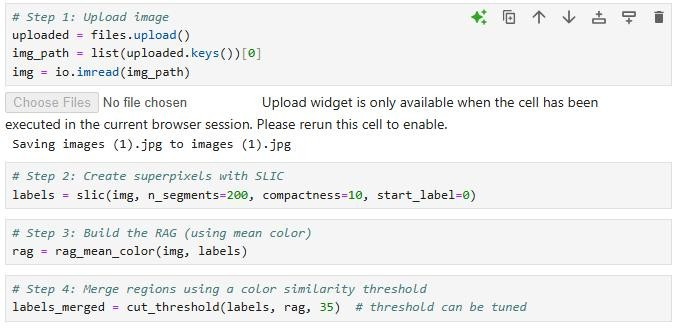 # Step 1: Upload image
uploaded = files.upload()
img_path = list(uploaded.keys())[0]
img = io.imread(img_path)
Choose Files No file chosen Upload widget is only available when the cell has been
executed in the current browser session. Please rerun this cell to enable.
Saving images (1).jpg to images (1).jpg
# Step 2: Create superpixels with SLIC
labels = slic(img, n_segments=200, compactness=10, start_label=0)
# Step 3: Build the RAG (using mean color)
rag = rag_mean_color(img, labels)
# Step 4: Merge regions using a color similarity threshold
labels_merged = cut_threshold(labels, rag, 35)  # threshold can be tuned